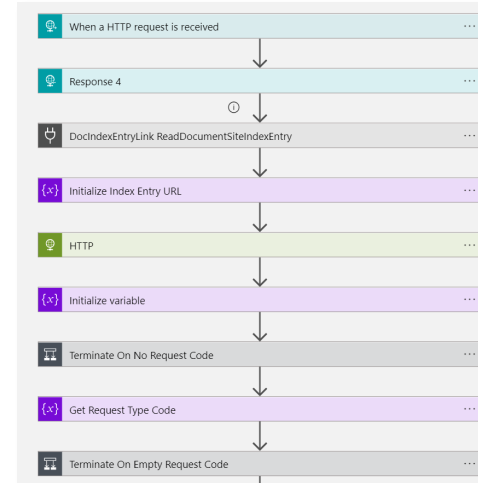 When a HTTP request is received
Response 4
DocIndexEntryLink ReadDocumentSiteIndexEntry
{x} Initialize Index Entry URL
HTTP
{x} Initialize variable
Terminate On No Request Code
{x} Get Request Type Code
Terminate On Empty Request Code